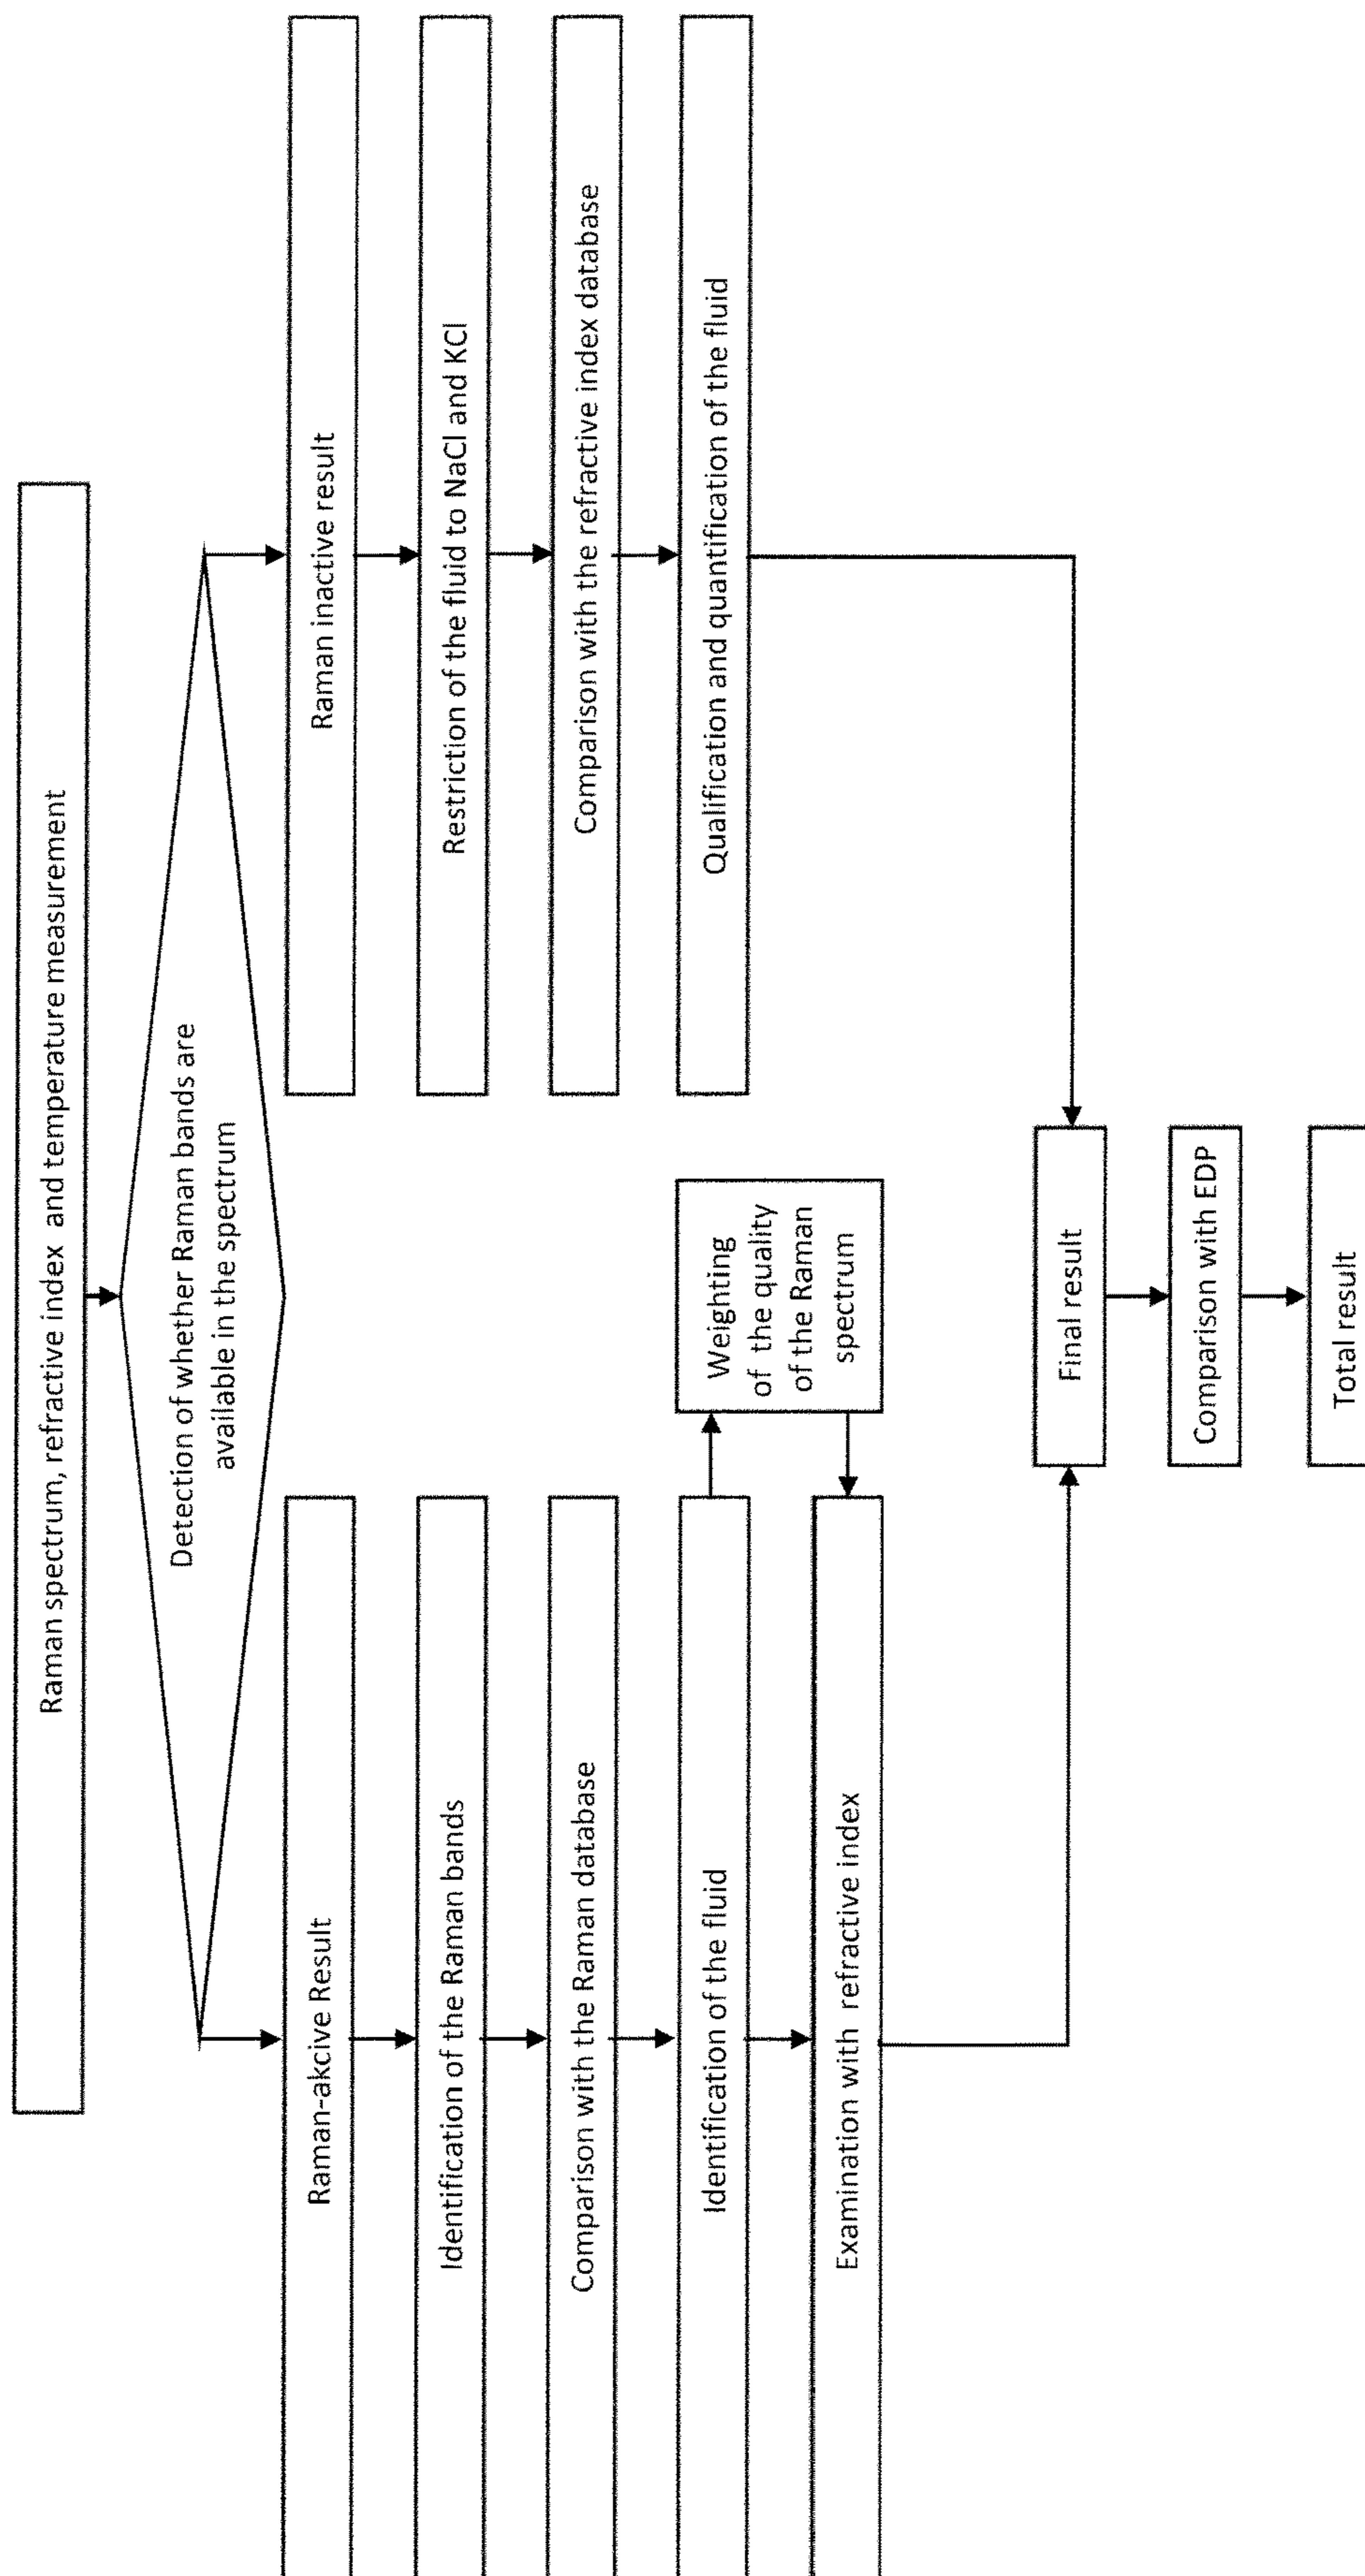 Raman spectrum, refractive index and temperature measurement
Detection of whether Raman bands are
available in the spectrum
Raman-akcive Result
Identification of the Raman bands
Comparison with the Raman database
Identification of the fluid
Examination with refractive index
Weighting
of the quality
of the Raman
spectrum
Raman inactive result
Restriction of the fluid to NaCl and KCl
Comparison with the refractive index database
Qualification and quantification of the fluid
Final result
Comparison with EDP
Total result